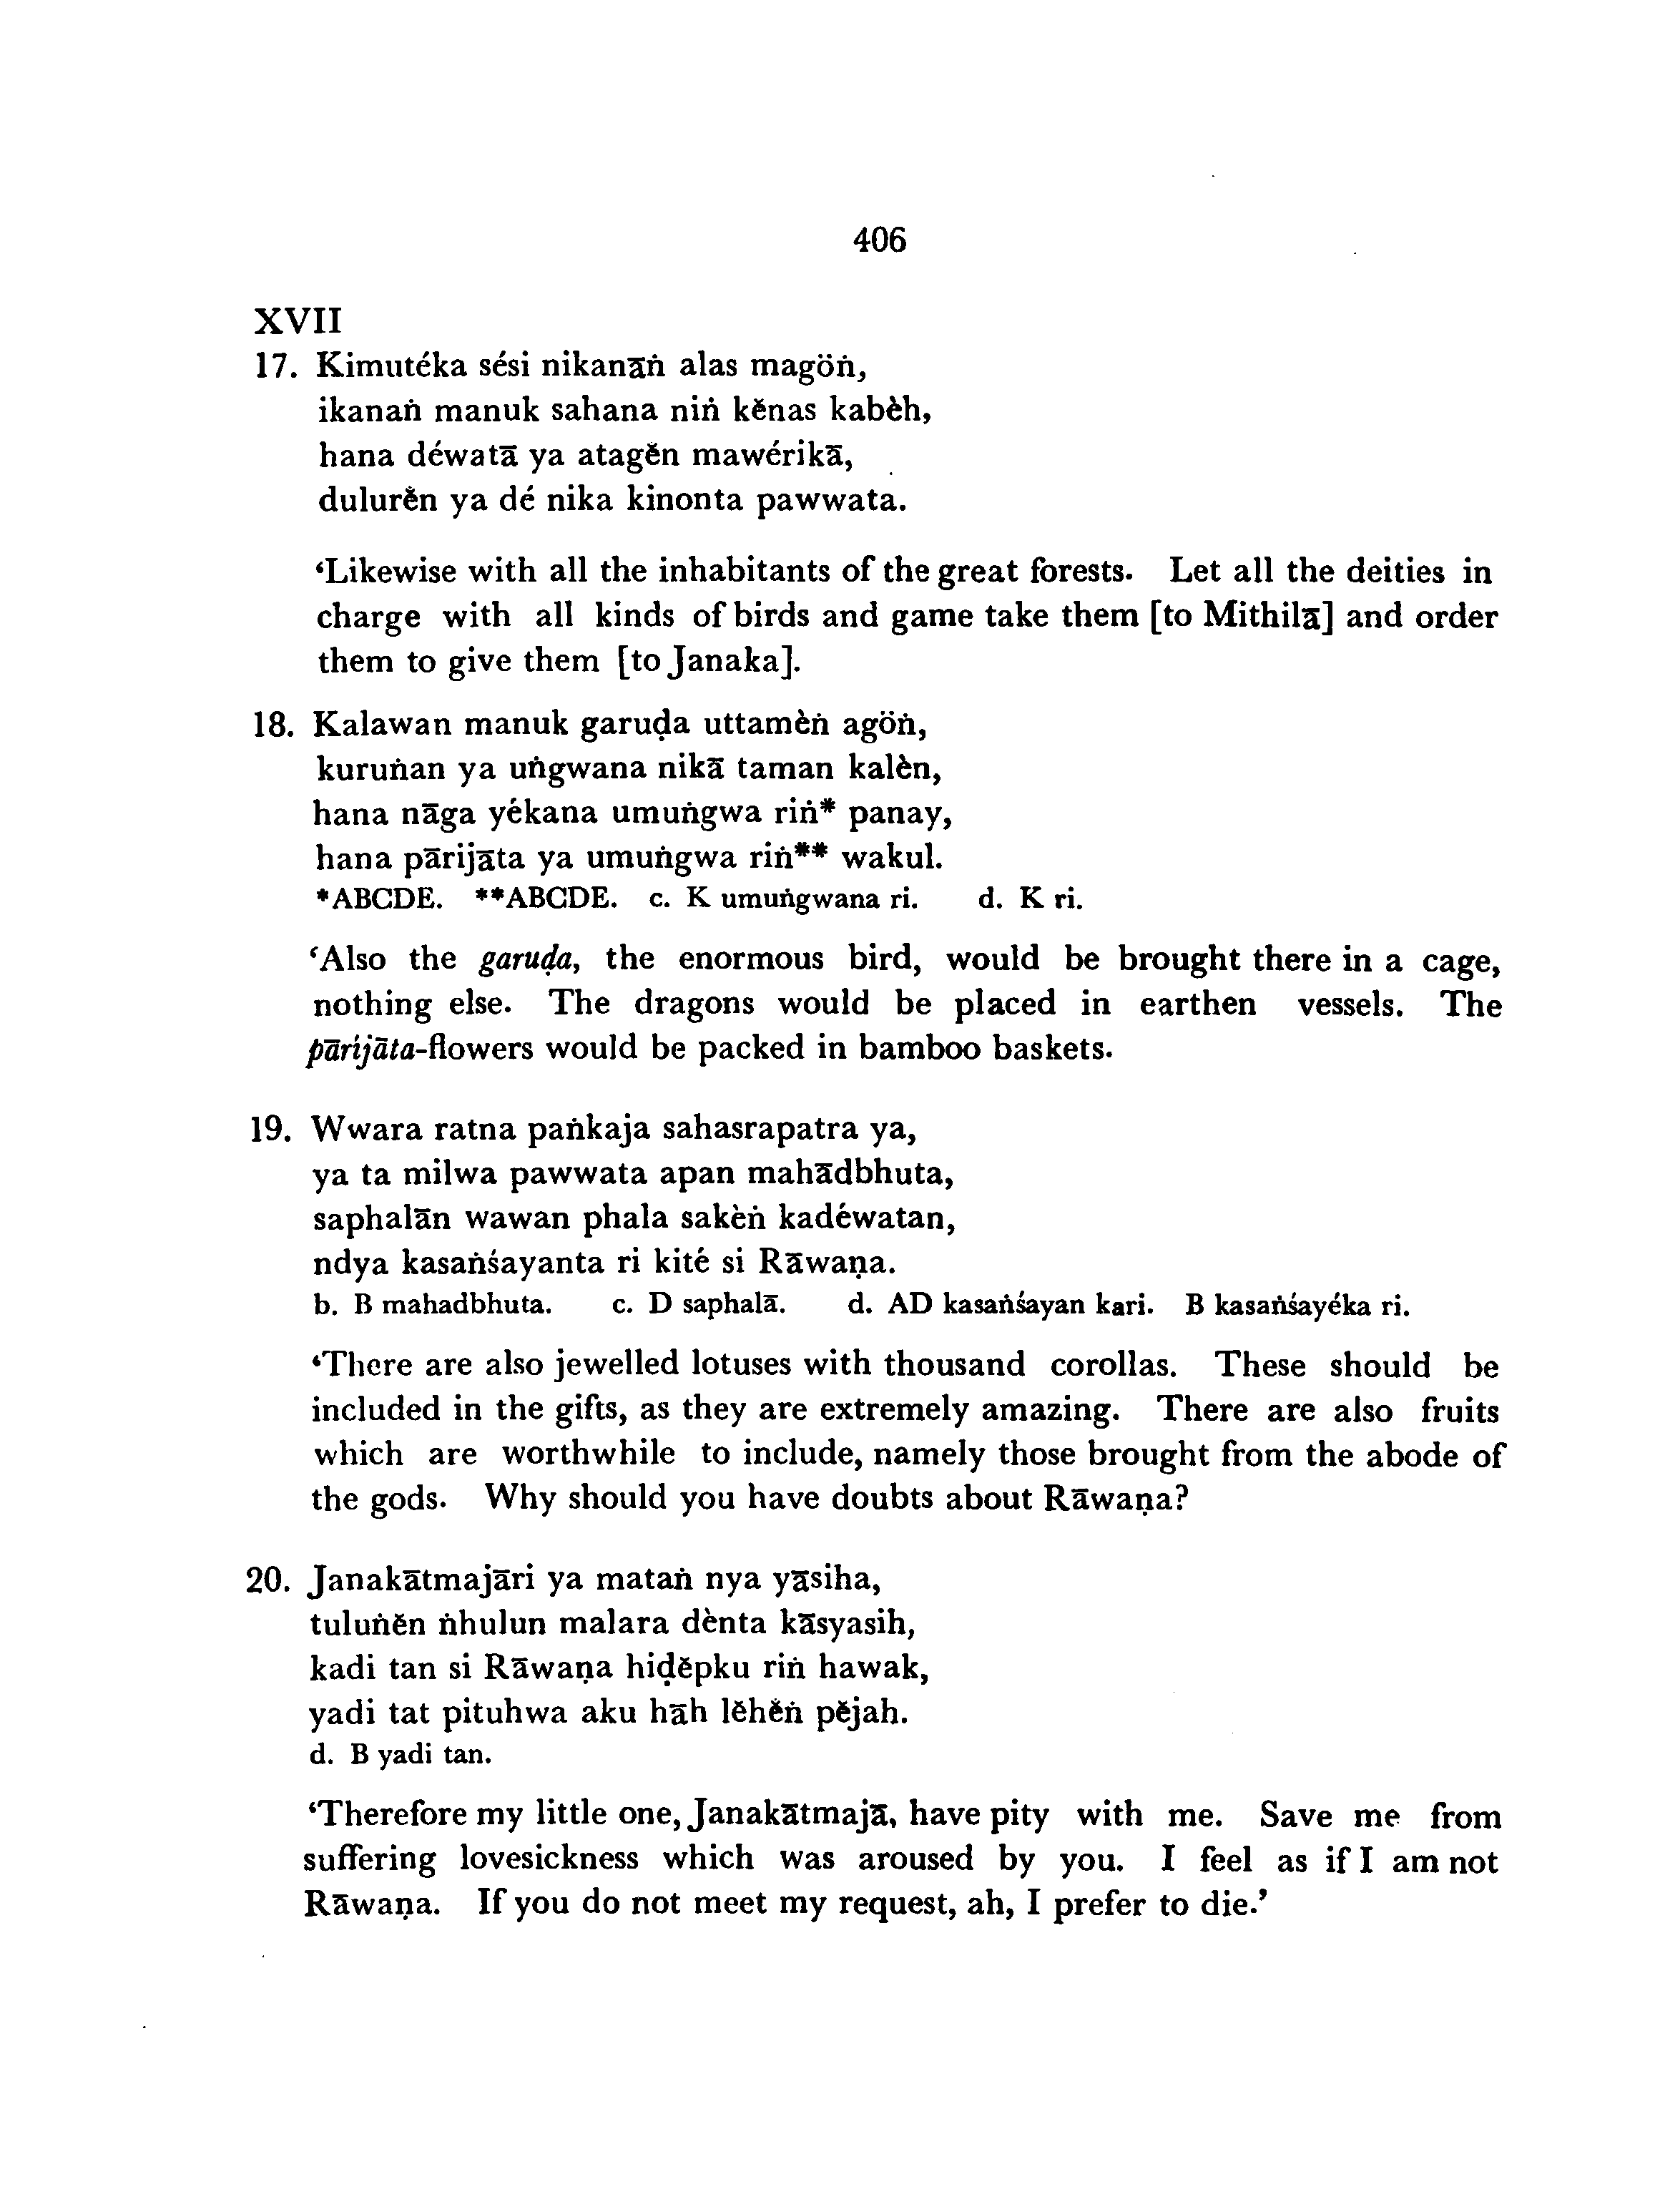 406
XVII
17. Kimutéka sési nikanāṅ alas magöṅ,
ikanaṅ manuk sahana niṅ kĕnas kabèh,
hana déwatā ya atagĕn mawérikā,
dulurĕn ya dé nika kinonta pawwata.
‘Likewise with all the inhabitants of the great forests. Let all the deities in
charge with all kinds of birds and game take them [to Mithilā] and order
them to give them [to Janaka].
18. Kalawan manuk garuḍa uttamèṅ agöṅ,
kuruṅan ya uṅgwana nikā taman kalèn,
hana nāga yékana umuṅgwa riṅ* panay,
hana pārijāta ya umuṅgwa riṅ** wakul.
*ABCDE. **ABCDE. c. K umuṅgwana ri. d. K ri.
‘Also the garuḍa, the enormous bird, would be brought there in a cage,
nothing else. The dragons would be placed in earthen vessels. The
pārijāta-flowers would be packed in bamboo baskets.
19. Wwara ratna paṅkaja sahasrapatra ya,
ya ta milwa pawwata apan mahādbhuta,
saphalān wawan phala sakèṅ kadéwatan,
ndya kasaṅśayanta ri kité si Rāwaṇa.
b. B mahadbhuta. c. D saphalā. d. AD kasaṅśayan kari. B kasaṅśayéka ri.
‘There are also jewelled lotuses with thousand corollas. These should be
included in the gifts, as they are extremely amazing. There are also fruits
which are worthwhile to include, namely those brought from the abode of
the gods. Why should you have doubts about Rāwaṇa?
20. Janakātmajāri ya mataṅ nya yāsiha,
tuluṅĕn ṅhulun malara dènta kāsyasih,
kadi tan si Rāwaṇa hiḍĕpku riṅ hawak,
yadi tat pituhwa aku hāh lĕhĕṅ pĕjah.
d. B yadi tan.
‘Therefore my little one, Janakātmajā, have pity with me. Save me from
suffering lovesickness which was aroused by you. I feel as if I am not
Rāwaṇa. If you do not meet my request, ah, I prefer to die.’